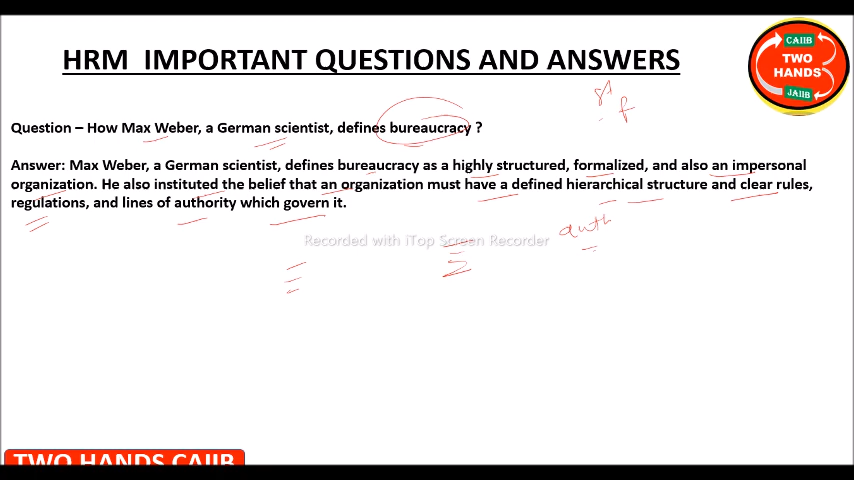 HRM IMPORTANT QUESTIONS AND ANSWERS
CAIIB
TWO
HANDS
JAIIB
st
f
Question – How Max Weber, a German scientist, defines bureaucracy ?
Answer: Max Weber, a German scientist, defines bureaucracy as a highly structured, formalized, and also an impersonal
organization. He also instituted the belief that an organization must have a defined hierarchical structure and clear rules,
regulations, and lines of authority which govern it.
auth
Recorded with iTop Screen Recorder
TWO HANDS CAIIB